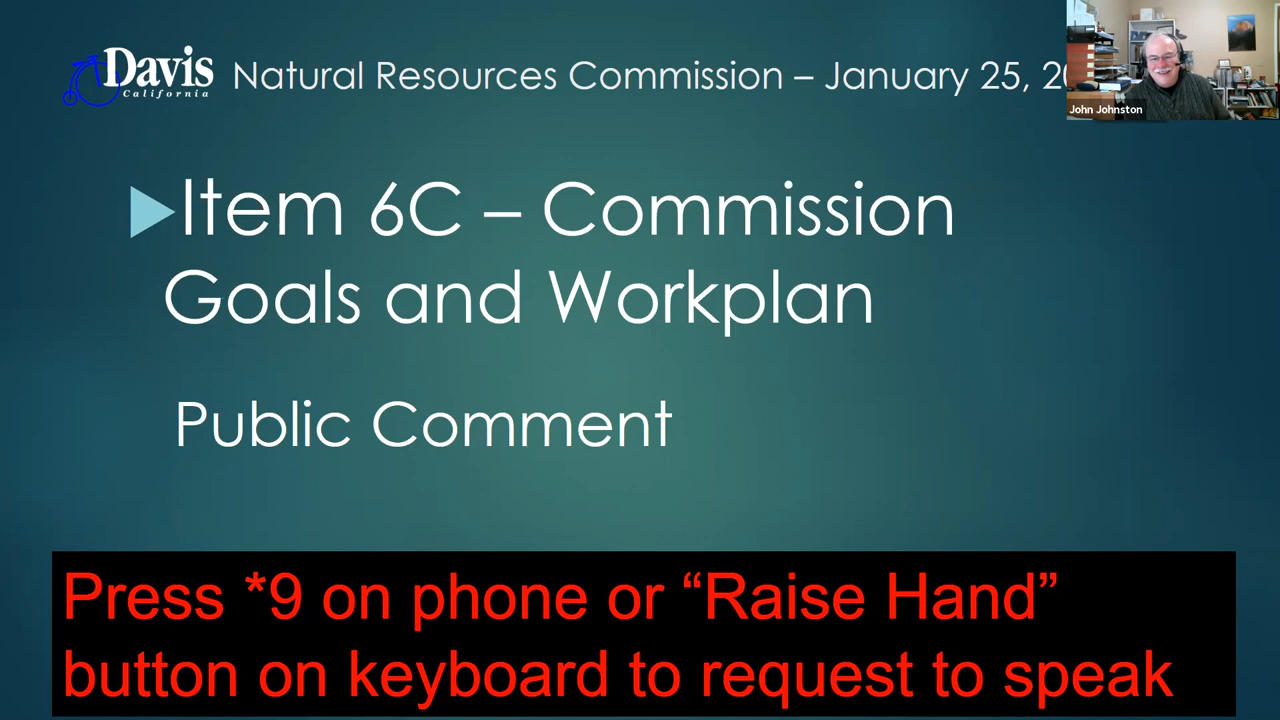 Davis
California
Natural Resources Commission – January 25,
John Johnston
Item 6C – Commission
Goals and Workplan
Public Comment
Press *9 on phone or “Raise Hand”
button on keyboard to request to speak